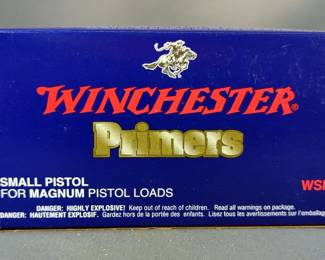 WINCHESTER®
Primers
SMALL PISTOL
FOR MAGNUM PISTOL LOADS
DANGER: HIGHLY EXPLOSIVE! Keep out of reach of children. Read all warnings on package.
DANGER: HAUTEMENT EXPLOSIF. Gardez hors de la portée des enfants. Lisez tous les avertissements sur l'emballag